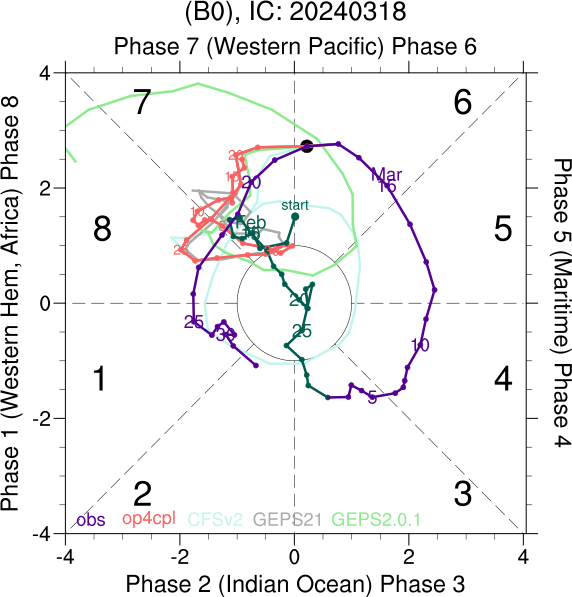 (B0), IC: 20240318
Phase 7 (Western Pacific) Phase 6
Phase 1 (Western Hem, Africa) Phase 8
Phase 5 (Maritime) Phase 4
4
2
0
-2
-4
7
6
8
5
1
4
2
3
Mar
15
20
start
Feb
20
25
25
30
10
5
obs
op4cpl
CFSv2
GEPS21
GEPS2.0.1
-4
-2
0
2
4
Phase 2 (Indian Ocean) Phase 3